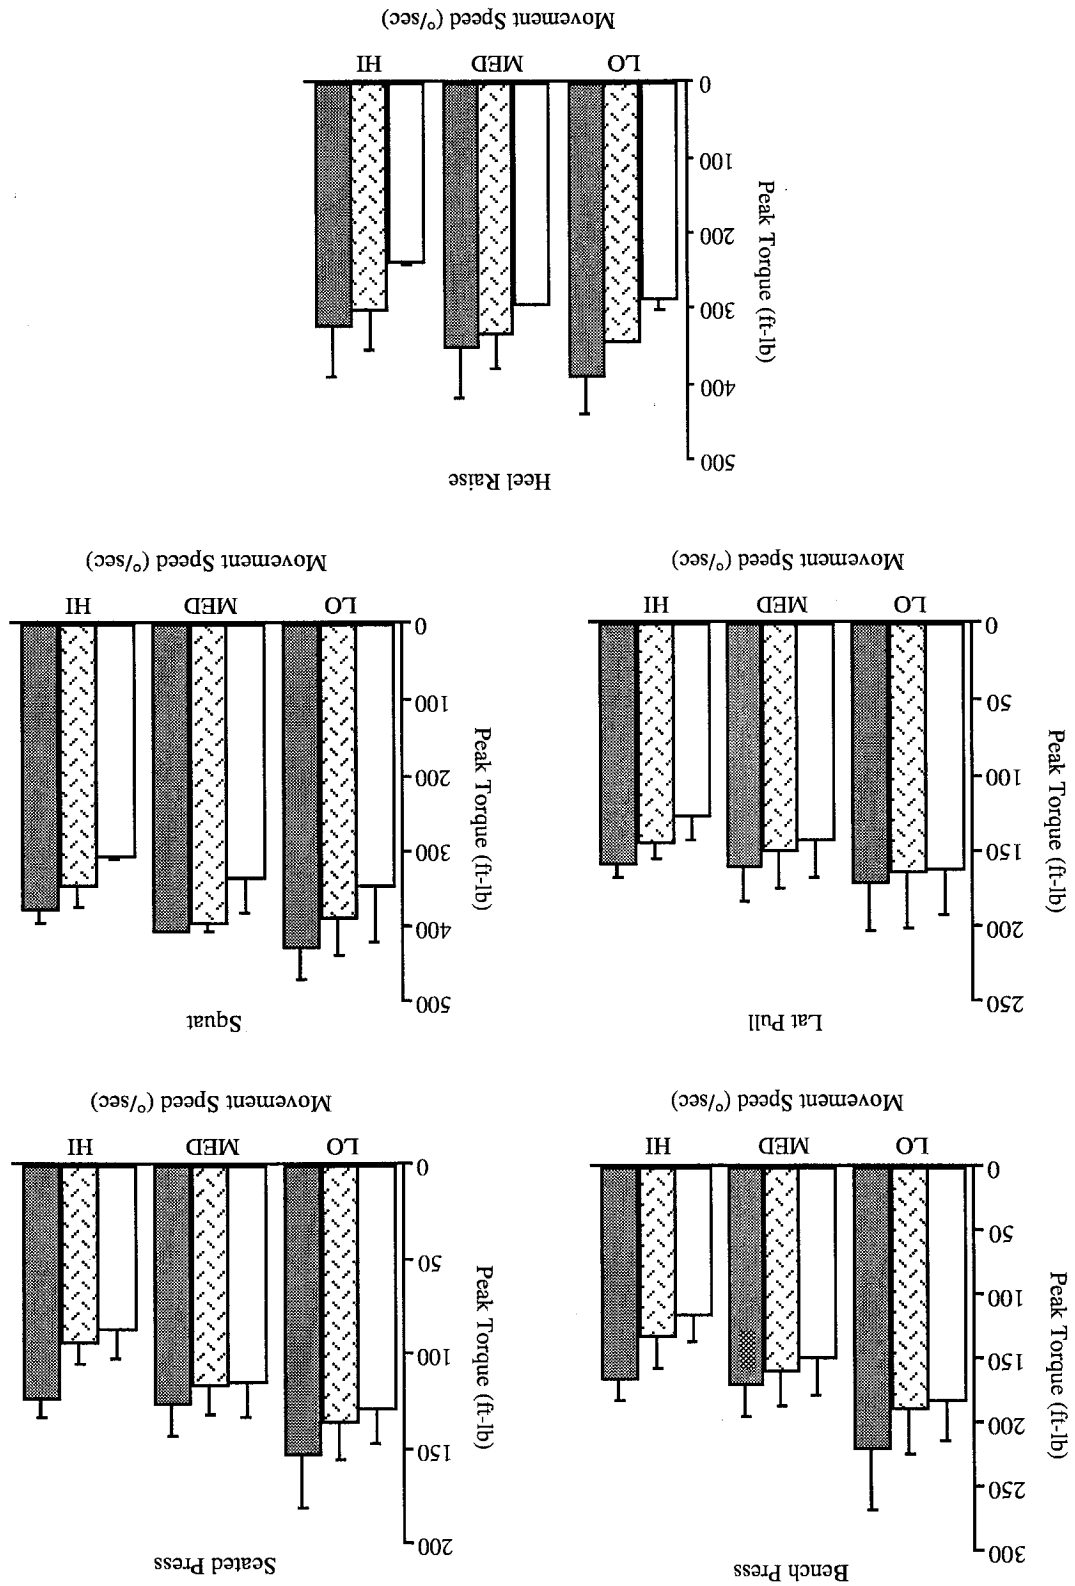 Bench Press
Peak Torque (ft-lb)
300
250
200
150
100
50
0
LO MED HI
Movement Speed (°/sec)
Seated Press
Peak Torque (ft-lb)
200
150
100
50
0
LO MED HI
Movement Speed (°/sec)
Lat Pull
Peak Torque (ft-lb)
250
200
150
100
50
0
LO MED HI
Movement Speed (°/sec)
Squat
Peak Torque (ft-lb)
500
400
300
200
100
0
LO MED HI
Movement Speed (°/sec)
Heel Raise
Peak Torque (ft-lb)
500
400
300
200
100
0
LO MED HI
Movement Speed (°/sec)